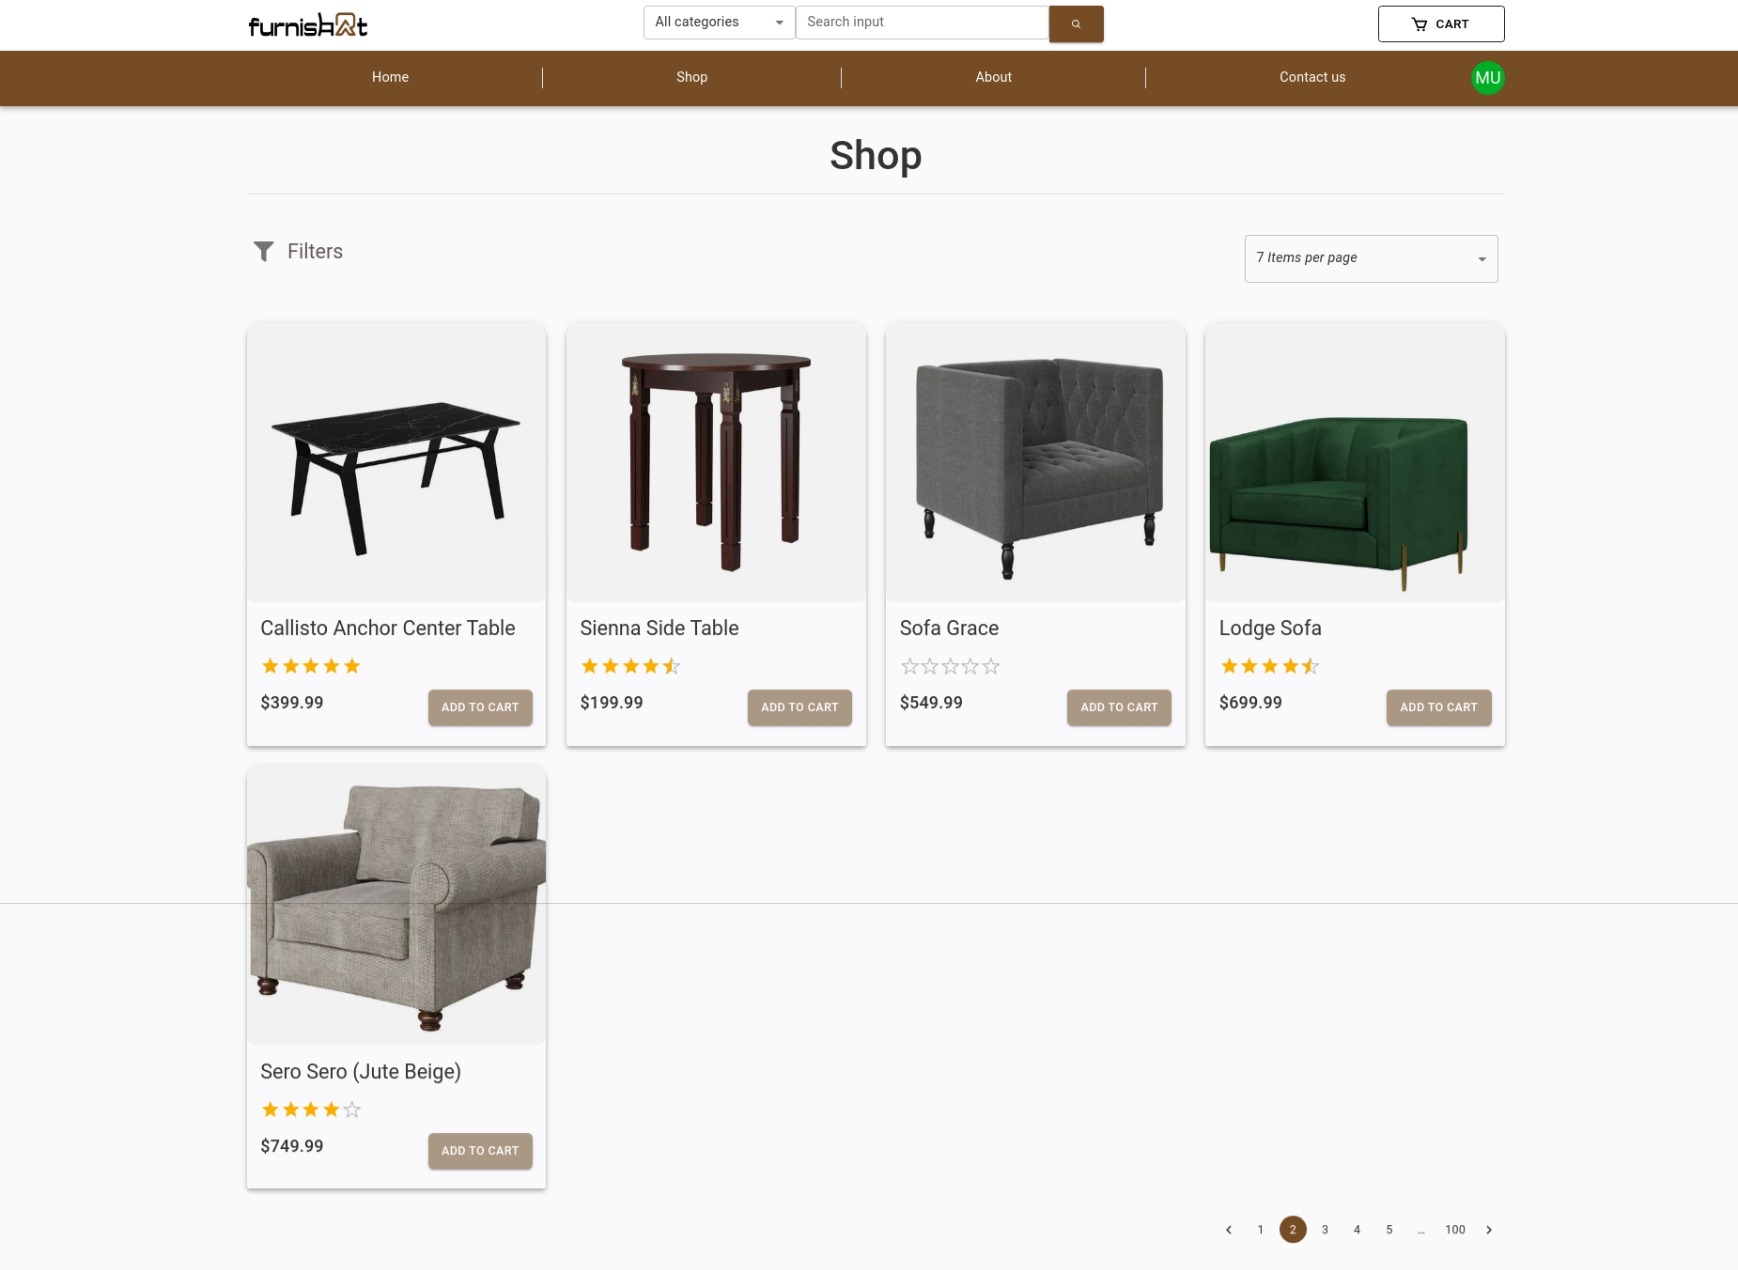 furnishart
All categories
Search input
CART
Home
Shop
About
Contact us
MU
Shop
Filters
7 Items per page
Callisto Anchor Center Table
$399.99
ADD TO CART
Sienna Side Table
$199.99
ADD TO CART
Sofa Grace
$549.99
ADD TO CART
Lodge Sofa
$699.99
ADD TO CART
Sero Sero (Jute Beige)
$749.99
ADD TO CART
1 2 3 4 5 … 100